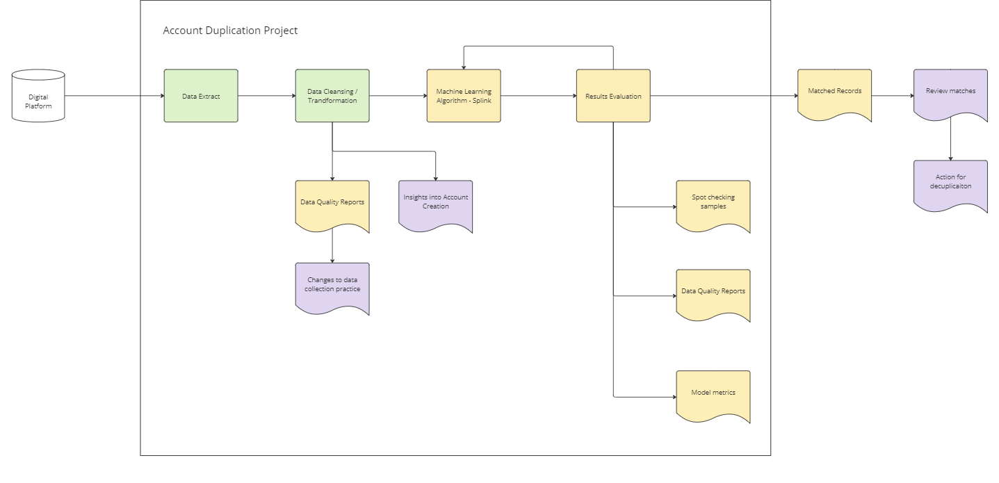 Account Duplication Project
Digital
Platform
Data Extract
Data Cleansing /
Trandformation
Machine Learning
Algorithm - Splink
Results Evaluation
Matched Records
Review matches
Data Quality Reports
Insights into Account
Creation
Spot checking
samples
Action for
decuplicaiton
Changes to data
collection practice
Data Quality Reports
Model metrics